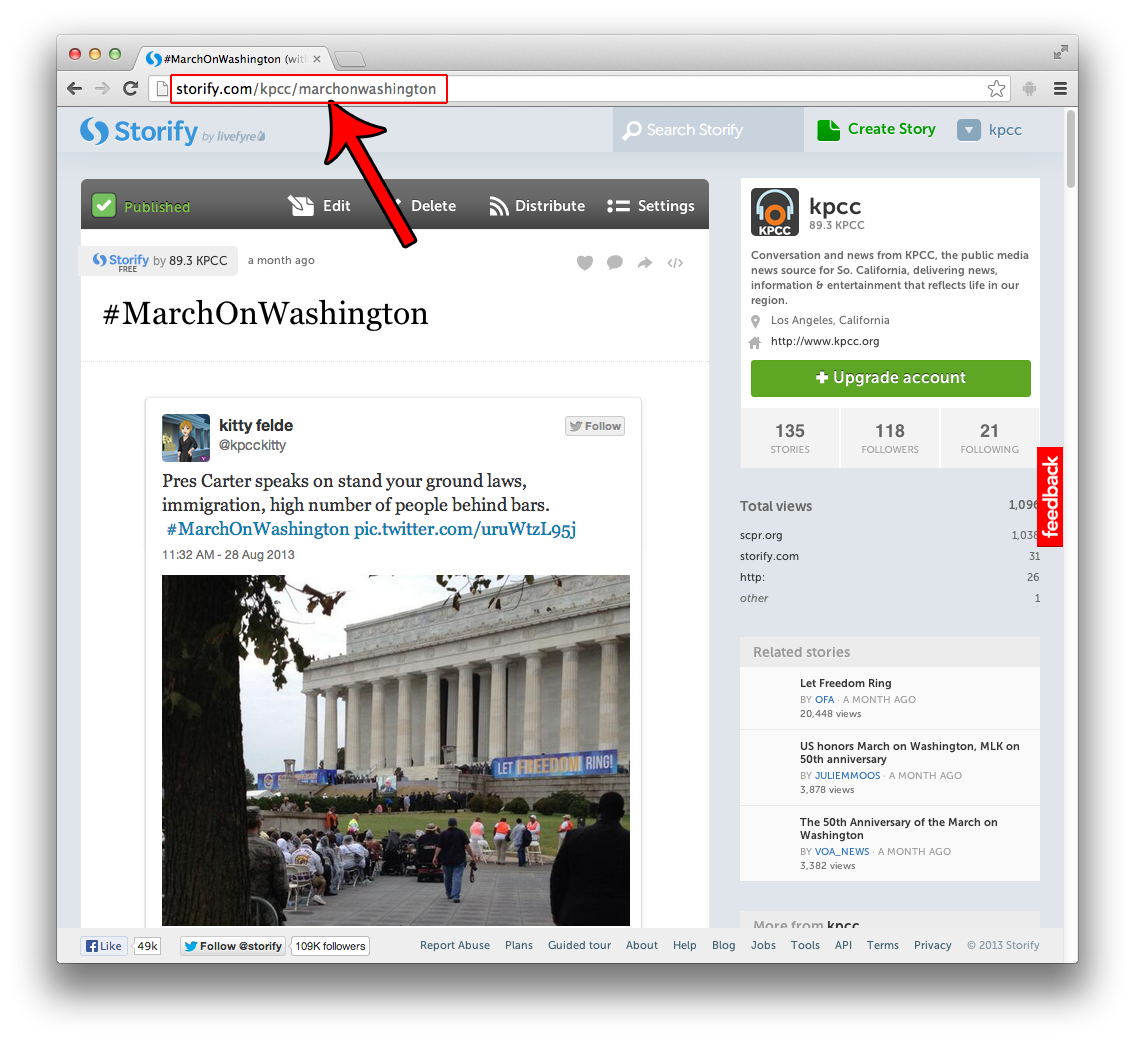 #MarchOnWashington (wit
storify.com/kpcc/marchonwashington
Storify by livefyre
Search Storify
Create Story
kpcc
Published
Edit
Delete
Distribute
Settings
Storify by 89.3 KPCC
FREE
a month ago
#MarchOnWashington
kitty felde
@kpcckitty
Follow
Pres Carter speaks on stand your ground laws,
immigration, high number of people behind bars.
#MarchOnWashington pic.twitter.com/uruWtzL95j
11:32 AM - 28 Aug 2013
LET FREEDOM RING!
KPCC
kpcc
89.3 KPCC
Conversation and news from KPCC, the public media
news source for So. California, delivering news,
information & entertainment that reflects life in our
region.
Los Angeles, California
http://www.kpcc.org
Upgrade account
135
STORIES
118
FOLLOWERS
21
FOLLOWING
feedback
Total views 1,096
scpr.org 1,038
storify.com 31
http: 26
other 1
Related stories
Let Freedom Ring
BY OFA · A MONTH AGO
20,448 views
US honors March on Washington, MLK on
50th anniversary
BY JULIEMMOOS · A MONTH AGO
3,878 views
The 50th Anniversary of the March on
Washington
BY VOA_NEWS · A MONTH AGO
3,382 views
More from kpcc
Like 49k
Follow @storify 109K followers
Report Abuse Plans Guided tour About Help Blog Jobs Tools API Terms Privacy © 2013 Storify